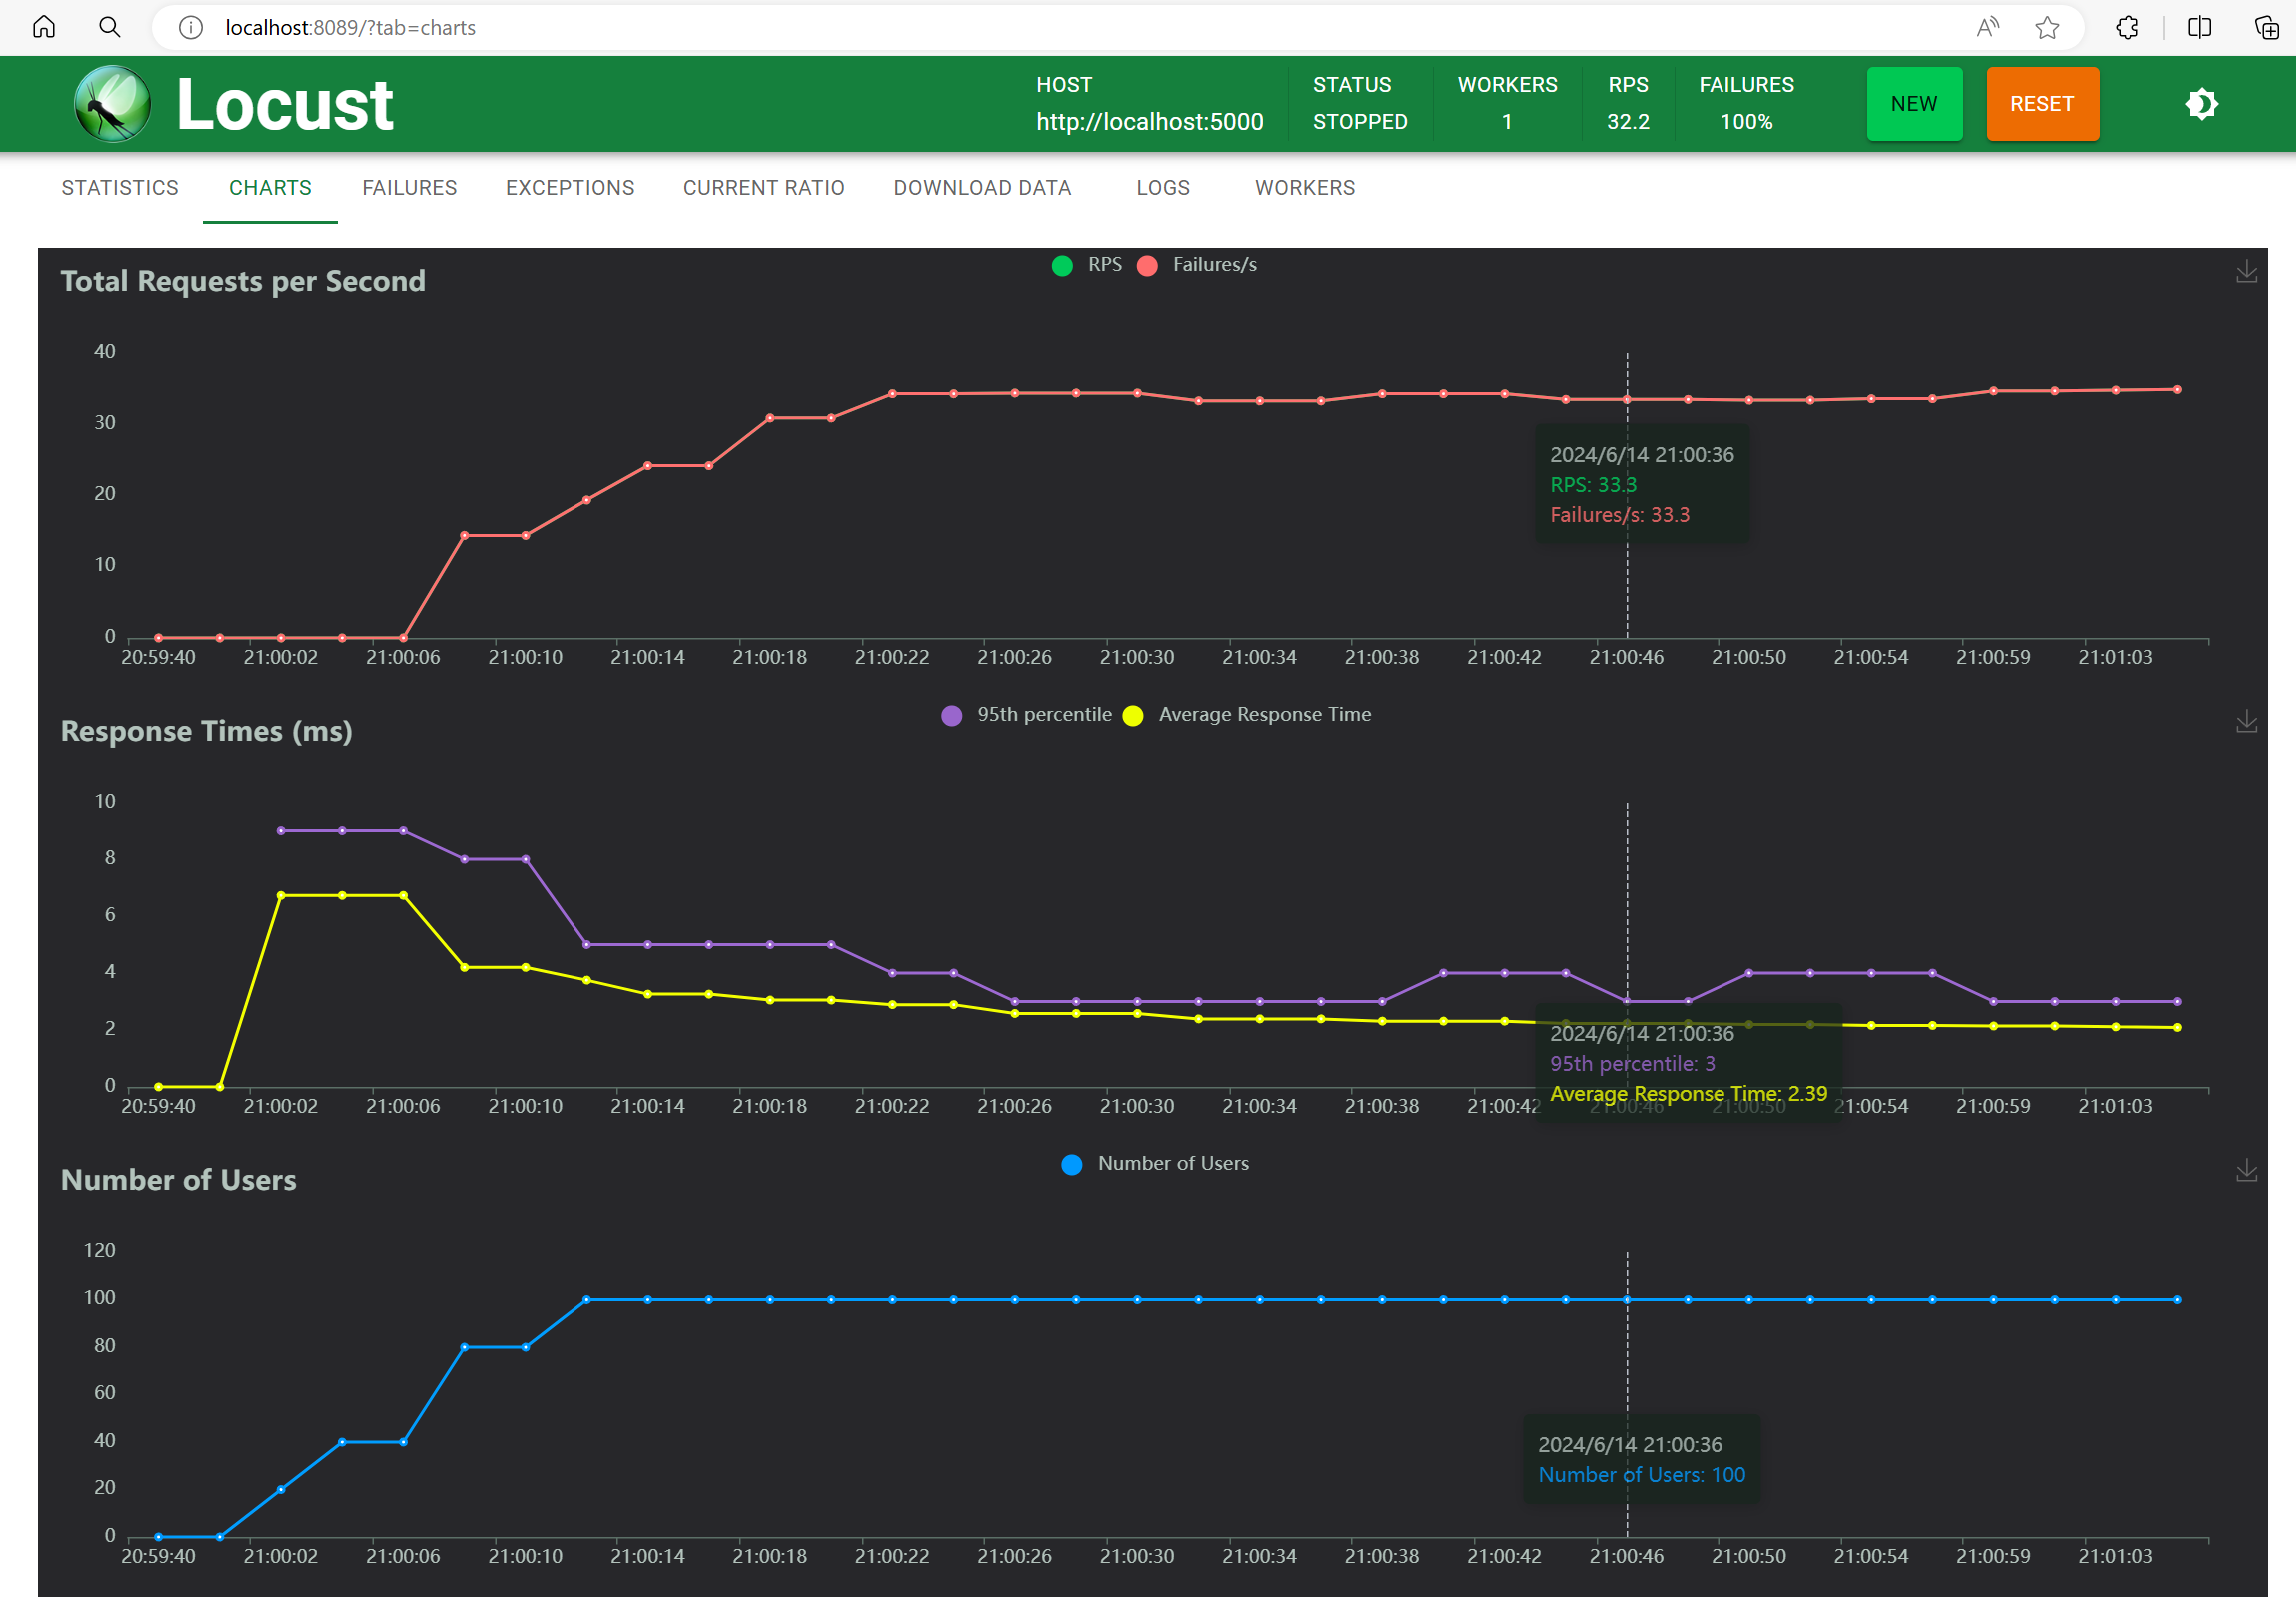 localhost:8089/?tab=charts
Locust
HOST
http://localhost:5000
STATUS
STOPPED
WORKERS
1
RPS
32.2
FAILURES
100%
NEW
RESET
STATISTICS CHARTS FAILURES EXCEPTIONS CURRENT RATIO DOWNLOAD DATA LOGS WORKERS
Total Requests per Second
RPS Failures/s
40
30
20
10
0
2024/6/14 21:00:36
RPS: 33.3
Failures/s: 33.3
20:59:40 21:00:02 21:00:06 21:00:10 21:00:14 21:00:18 21:00:22 21:00:26 21:00:30 21:00:34 21:00:38 21:00:42 21:00:46 21:00:50 21:00:54 21:00:59 21:01:03
Response Times (ms)
95th percentile Average Response Time
10
8
6
4
2
0
2024/6/14 21:00:36
95th percentile: 3
Average Response Time: 2.39
20:59:40 21:00:02 21:00:06 21:00:10 21:00:14 21:00:18 21:00:22 21:00:26 21:00:30 21:00:34 21:00:38 21:00:42 21:00:46 21:00:50 21:00:54 21:00:59 21:01:03
Number of Users
Number of Users
120
100
80
60
40
20
0
2024/6/14 21:00:36
Number of Users: 100
20:59:40 21:00:02 21:00:06 21:00:10 21:00:14 21:00:18 21:00:22 21:00:26 21:00:30 21:00:34 21:00:38 21:00:42 21:00:46 21:00:50 21:00:54 21:00:59 21:01:03